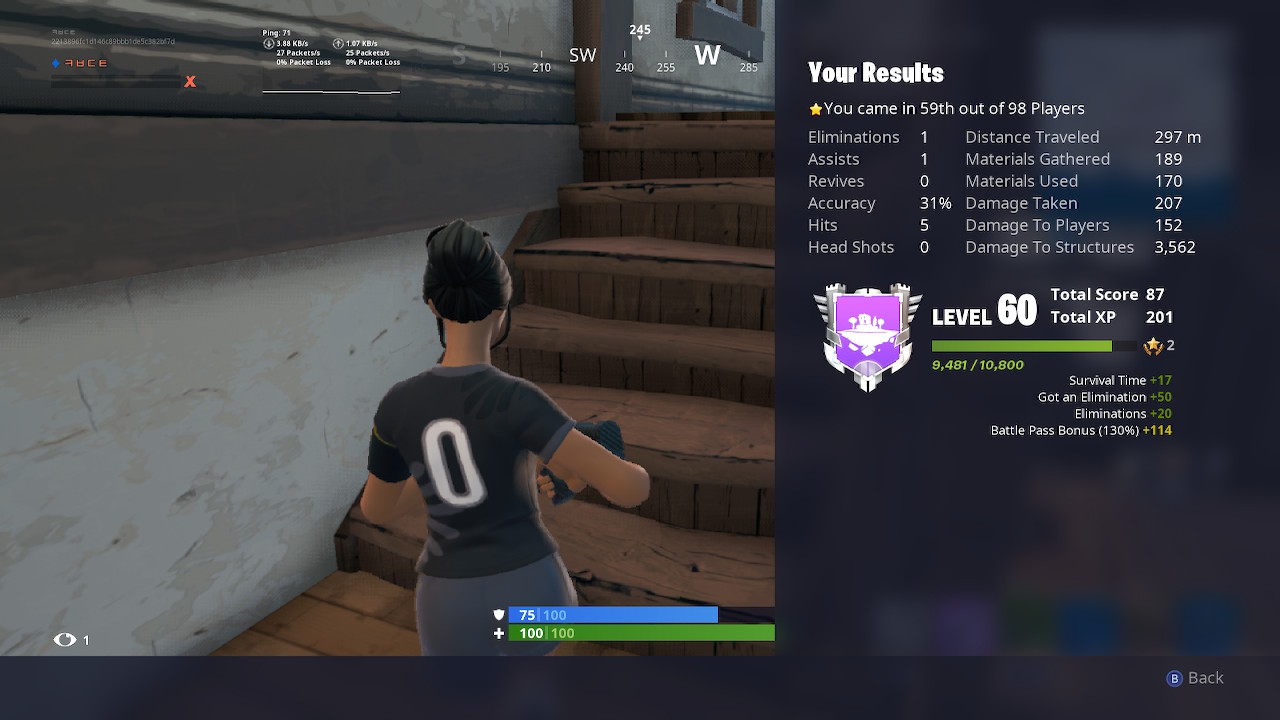 2213896fc1d146c89bbb1de5c382bf7d
ЯYCE
X
Ping: 71
3.88 KB/s 1.07 KB/s
27 Packets/s 25 Packets/s
0% Packet Loss 0% Packet Loss
245
S SW W
195 210 240 255 285
Your Results
You came in 59th out of 98 Players
Eliminations 1 Distance Traveled 297 m
Assists 1 Materials Gathered 189
Revives 0 Materials Used 170
Accuracy 31% Damage Taken 207
Hits 5 Damage To Players 152
Head Shots 0 Damage To Structures 3,562
LEVEL 60 Total Score 87
Total XP 201
2
9,481 / 10,800
Survival Time +17
Got an Elimination +50
Eliminations +20
Battle Pass Bonus (130%) +114
0
75 | 100
100 | 100
1
B Back